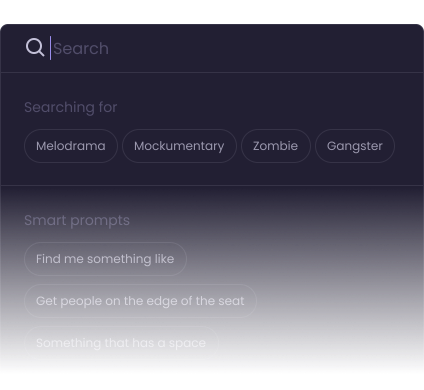 Search
Searching for
Melodrama Mockumentary Zombie Gangster
Smart prompts
Find me something like
Get people on the edge of the seat
Something that has a space